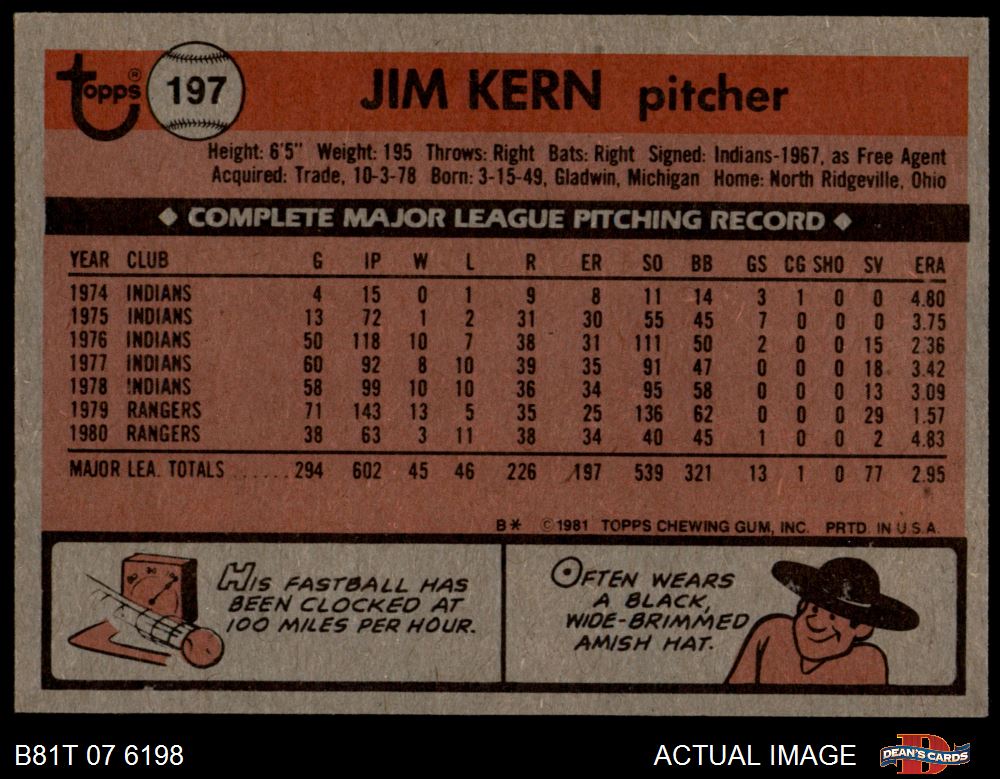 Topps®
197
JIM KERN pitcher
Height: 6'5" Weight: 195 Throws: Right Bats: Right Signed: Indians-1967, as Free Agent
Acquired: Trade, 10-3-78 Born: 3-15-49, Gladwin, Michigan Home: North Ridgeville, Ohio
COMPLETE MAJOR LEAGUE PITCHING RECORD
YEAR CLUB G IP W L R ER SO BB GS CG SHO SV ERA
1974 INDIANS 4 15 0 1 9 8 11 14 3 1 0 0 4.80
1975 INDIANS 13 72 1 2 31 30 55 45 7 0 0 0 3.75
1976 INDIANS 50 118 10 7 38 31 111 50 2 0 0 15 2.36
1977 INDIANS 60 92 8 10 39 35 91 47 0 0 0 18 3.42
1978 INDIANS 58 99 10 10 36 34 95 58 0 0 0 13 3.09
1979 RANGERS 71 143 13 5 35 25 136 62 0 0 0 29 1.57
1980 RANGERS 38 63 3 11 38 34 40 45 1 0 0 2 4.83
MAJOR LEA. TOTALS ...... 294 602 45 46 226 197 539 321 13 1 0 77 2.95
B* ©1981 TOPPS CHEWING GUM, INC. PRTD. IN U.S.A.
HIS FASTBALL HAS
BEEN CLOCKED AT
100 MILES PER HOUR.
OFTEN WEARS
A BLACK,
WIDE-BRIMMED
AMISH HAT.
B81T 07 6198
ACTUAL IMAGE
DEAN'S CARDS